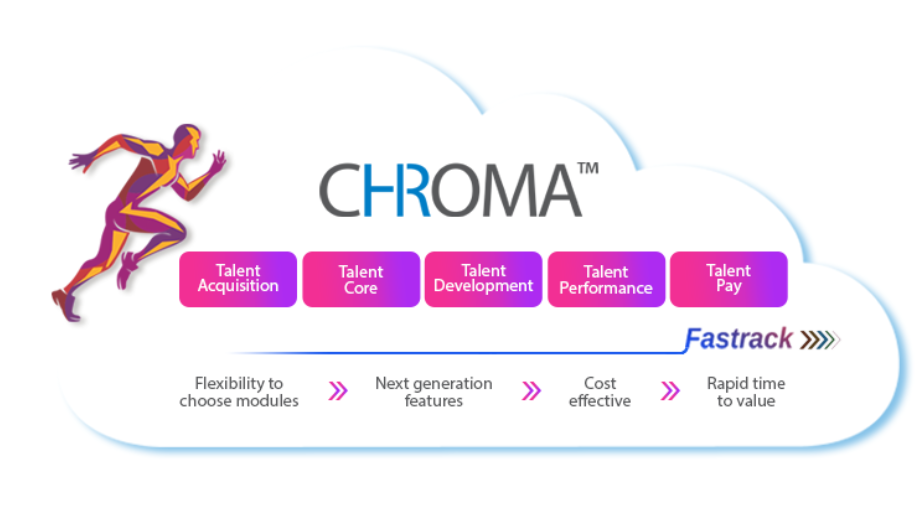 CHROMA™
Talent
Acquisition
Talent
Core
Talent
Development
Talent
Performance
Talent
Pay
Fastrack
Flexibility to
choose modules
Next generation
features
Cost
effective
Rapid time
to value